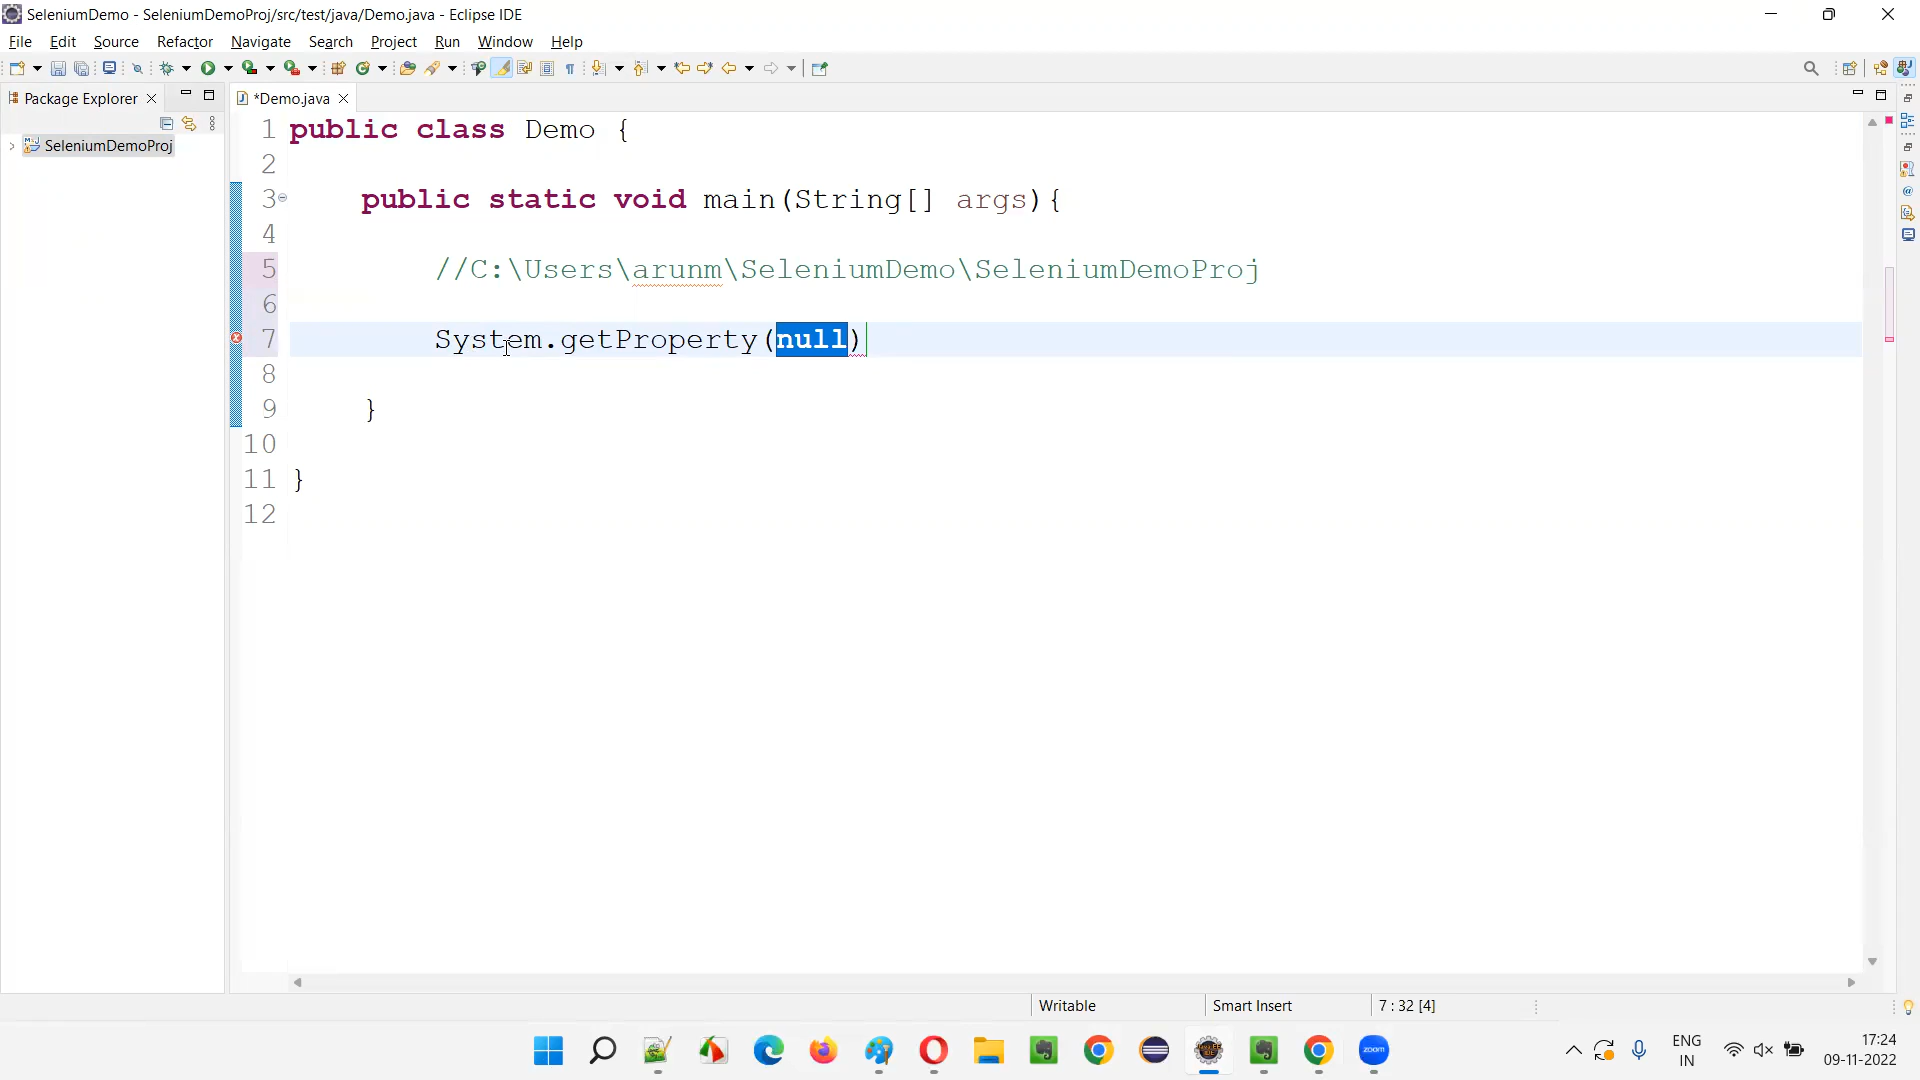 SeleniumDemo - SeleniumDemoProj/src/test/java/Demo.java - Eclipse IDE
File Edit Source Refactor Navigate Search Project Run Window Help
Package Explorer
*Demo.java
SeleniumDemoProj
1 public class Demo {
2
3 public static void main(String[] args){
4
5 //C:\Users\arunm\SeleniumDemo\SeleniumDemoProj
6
7 System.getProperty(null)
8
9 }
10
11 }
12
Writable Smart Insert 7 : 32 [4]
zoom
ENG
IN
17:24
09-11-2022